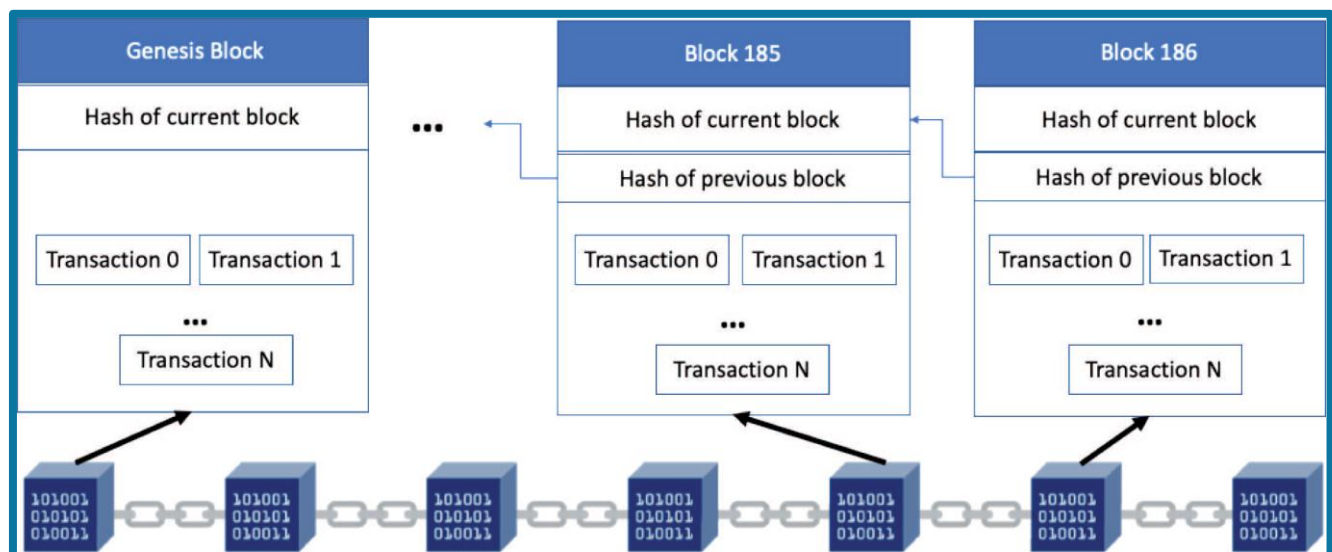 Genesis Block
Hash of current block
Transaction 0
Transaction 1
...
Transaction N
...
Block 185
Hash of current block
Hash of previous block
Transaction 0
Transaction 1
...
Transaction N
Block 186
Hash of current block
Hash of previous block
Transaction 0
Transaction 1
...
Transaction N
101001
010101
010011
101001
010101
010011
101001
010101
010011
101001
010101
010011
101001
010101
010011
101001
010101
010011
101001
010101
010011